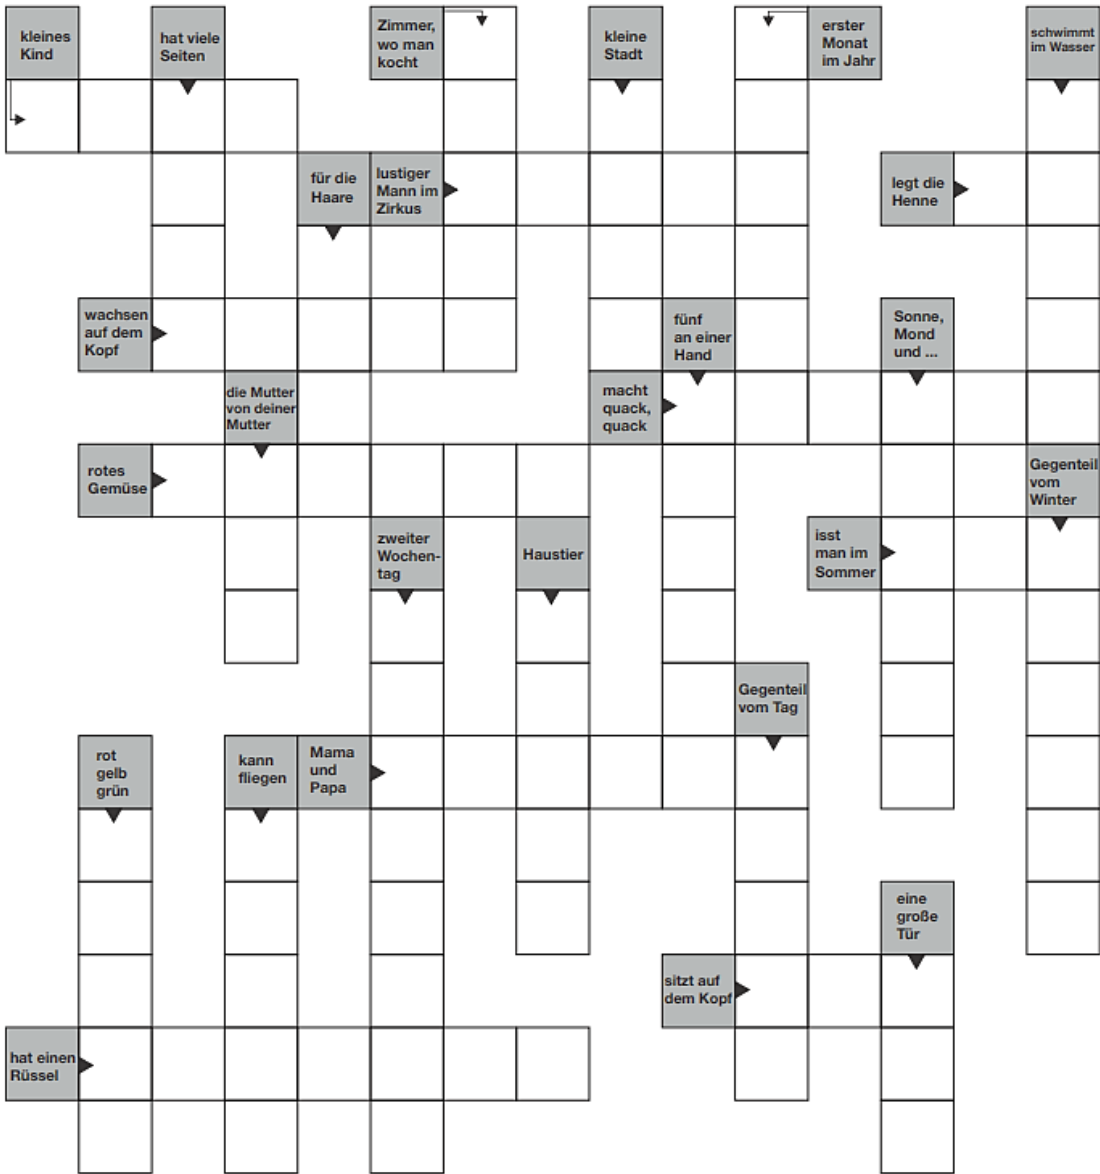 kleines
Kind
hat viele
Seiten
Zimmer,
wo man
kocht
kleine
Stadt
erster
Monat
im Jahr
schwimmt
im Wasser
für die
Haare
lustiger
Mann im
Zirkus
legt die
Henne
wachsen
auf dem
Kopf
fünf
an einer
Hand
Sonne,
Mond
und ...
die Mutter
von deiner
Mutter
macht
quack,
quack
rotes
Gemüse
Gegenteil
vom
Winter
zweiter
Wochen-
tag
Haustier
isst
man im
Sommer
Gegenteil
vom Tag
rot
gelb
grün
kann
fliegen
Mama
und
Papa
eine
große
Tür
sitzt auf
dem Kopf
hat einen
Rüssel